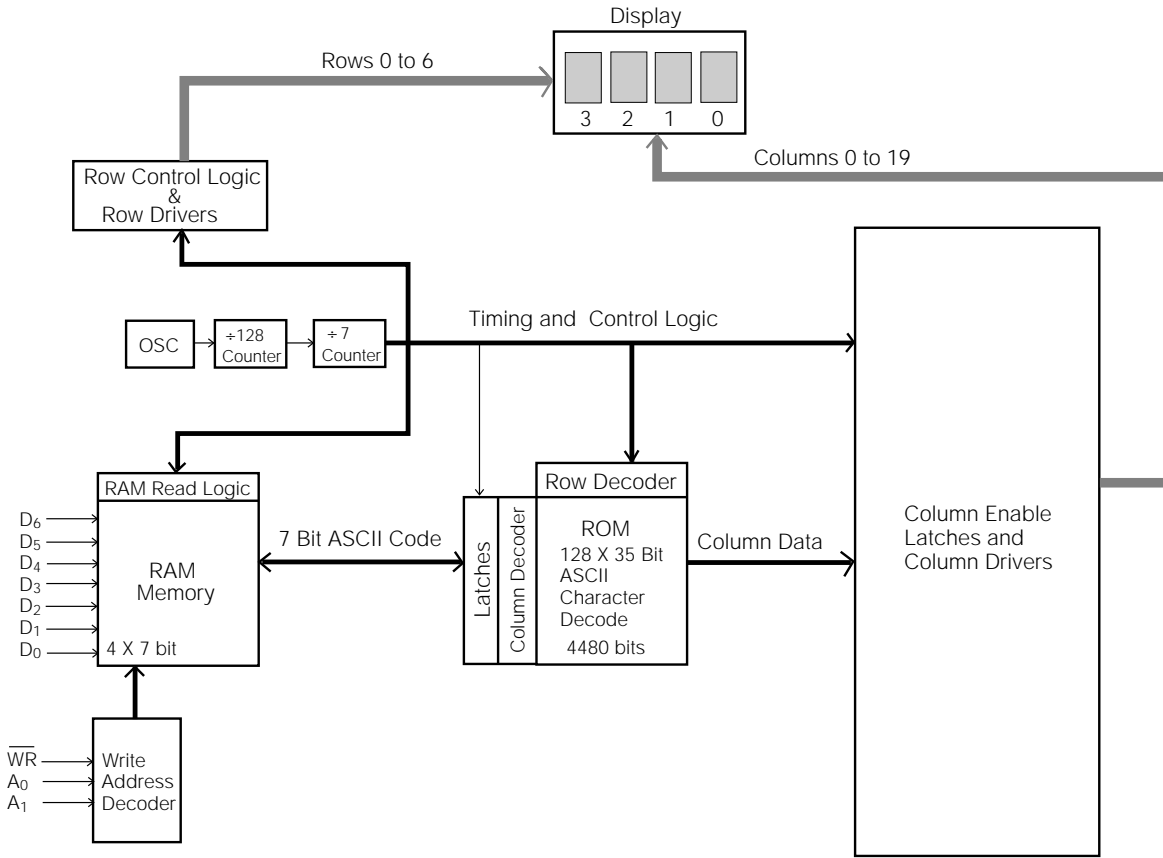 Display
Rows 0 to 6
3 2 1 0
Columns 0 to 19
Row Control Logic
&
Row Drivers
OSC
÷128
Counter
÷7
Counter
Timing and Control Logic
RAM Read Logic
D6
D5
D4
D3
D2
D1
D0
RAM
Memory
4 X 7 bit
7 Bit ASCII Code
Latches
Column Decoder
Row Decoder
ROM
128 X 35 Bit
ASCII
Character
Decode
4480 bits
Column Data
Column Enable
Latches and
Column Drivers
W̅R̅
A0
A1
Write
Address
Decoder